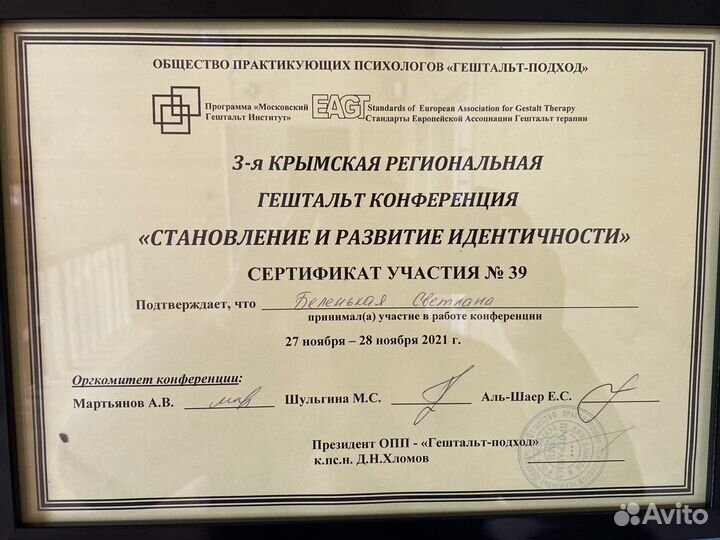 ОБЩЕСТВО ПРАКТИКУЮЩИХ ПСИХОЛОГОВ «ГЕШТАЛЬТ-ПОДХОД»
Программа «Московский
Гештальт Институт»
EAGT
Standards of European Association for Gestalt Therapy
Стандарты Европейской Ассоциации Гештальт терапии
3-я КРЫМСКАЯ РЕГИОНАЛЬНАЯ
ГЕШТАЛЬТ КОНФЕРЕНЦИЯ
«СТАНОВЛЕНИЕ И РАЗВИТИЕ ИДЕНТИЧНОСТИ»
СЕРТИФИКАТ УЧАСТИЯ № 39
Подтверждает, что Беленькая Светлана
принимал(а) участие в работе конференции
27 ноября – 28 ноября 2021 г.
Оргкомитет конференции:
Мартьянов А.В. Шульгина М.С. Аль-Шаер Е.С.
Президент ОПП - «Гештальт-подход»
к.пс.н. Д.Н.Хломов
Avito